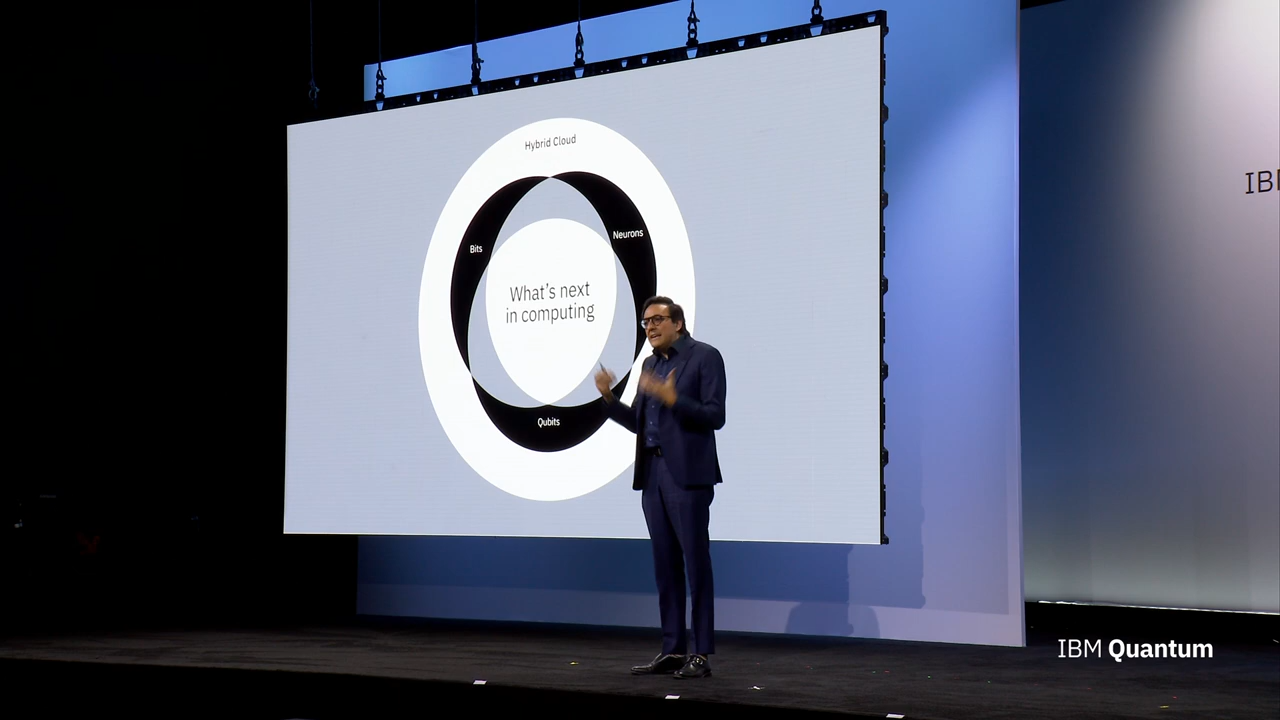 Hybrid Cloud
Bits
Neurons
What's next
in computing
Qubits
IBM Quantum